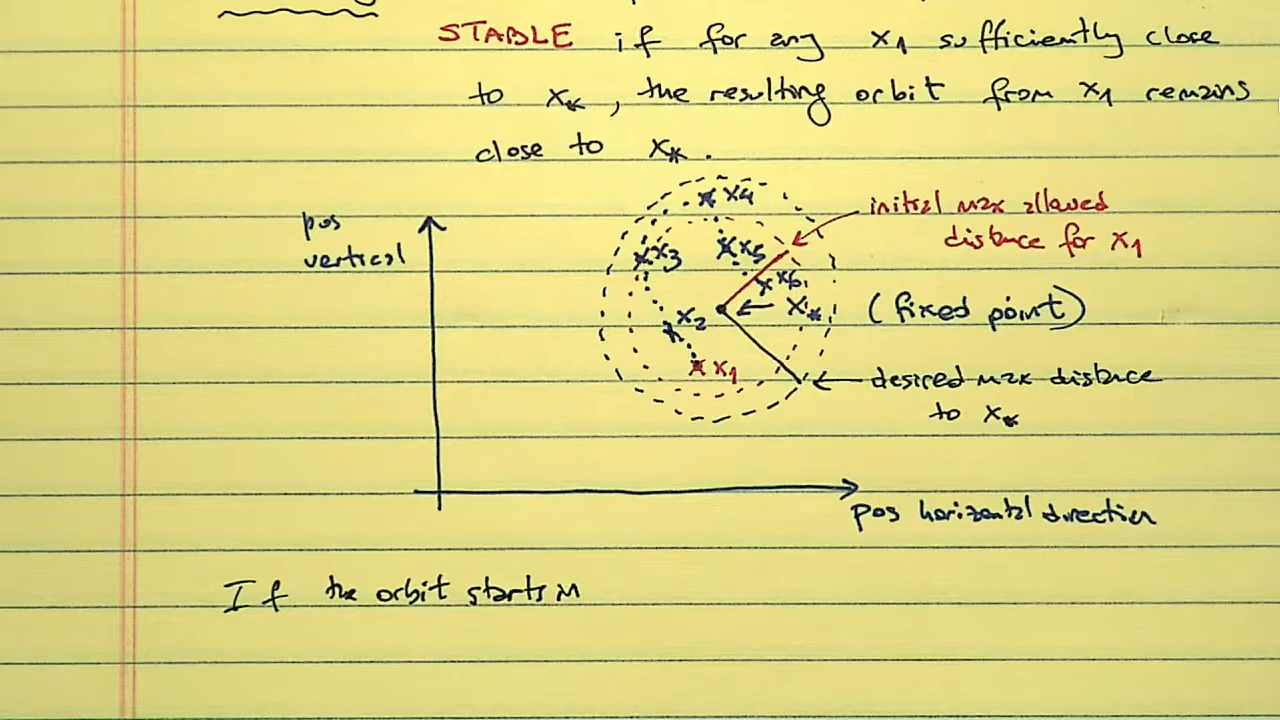 STABLE if for any x1 sufficiently close
to x*, the resulting orbit from x1 remains
close to x*.
pos
vertical
x4
x3
x5
x6
x2
x1
x*
initial max allowed
distance for x1
(fixed point)
desired max distance
to x*
pos horizontal direction
If the orbit starts in